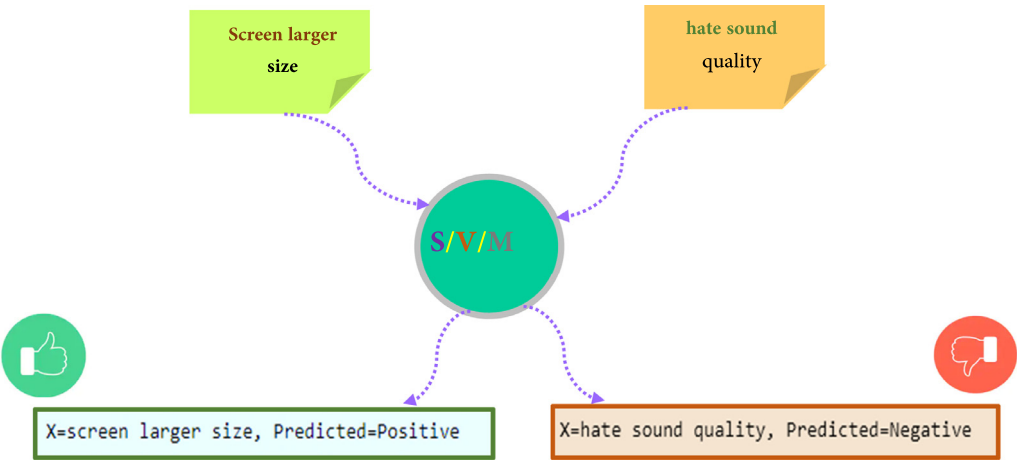 Screen larger
size
hate sound
quality
S/V/M
X=screen larger size, Predicted=Positive
X=hate sound quality, Predicted=Negative